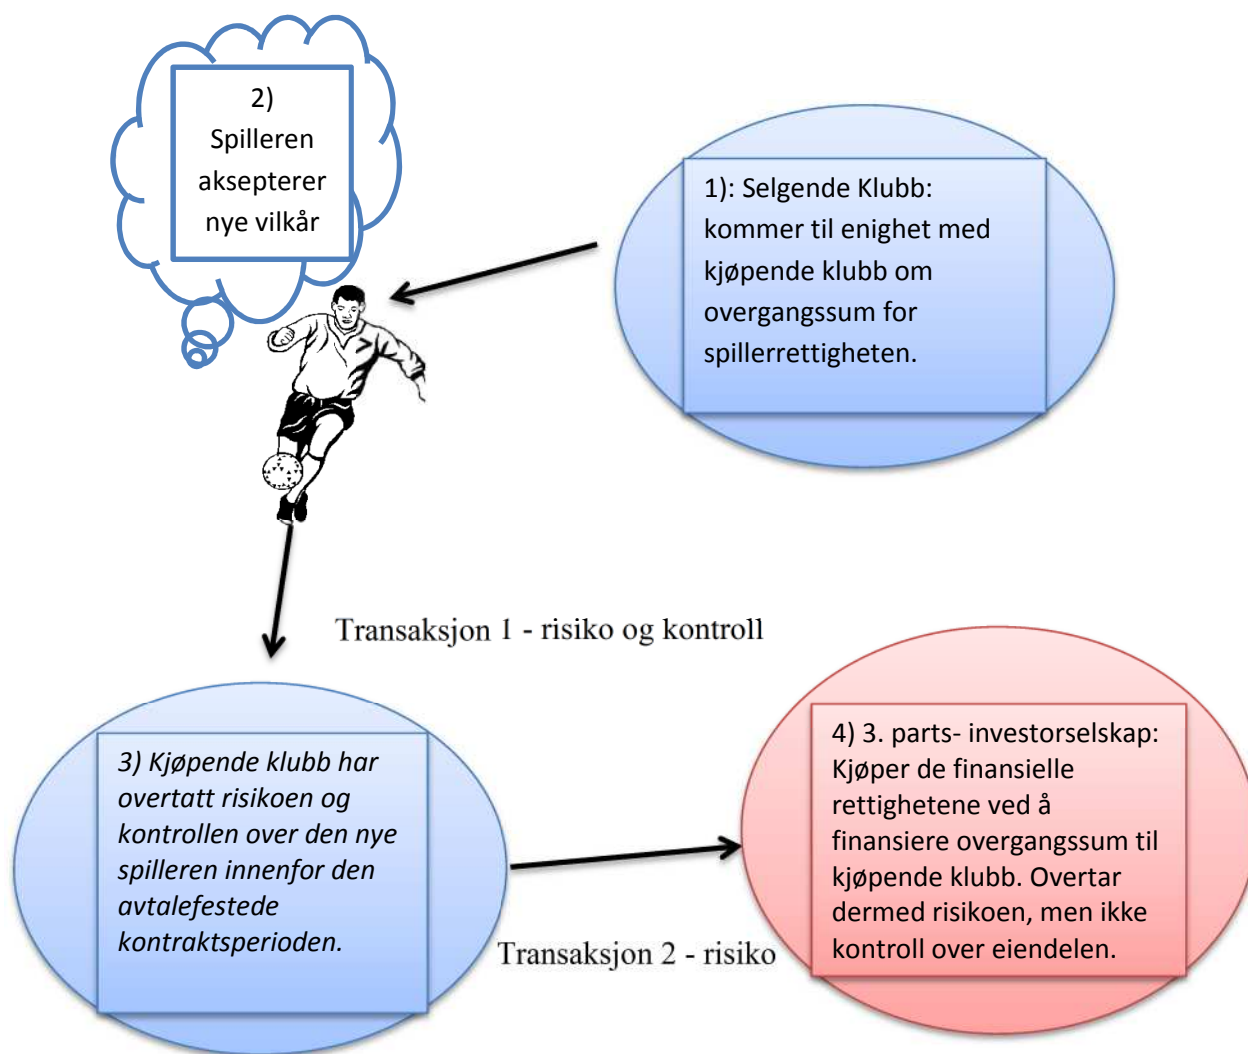 2)
Spilleren
aksepterer
nye vilkår
1): Selgende Klubb:
kommer til enighet med
kjøpende klubb om
overgangssum for
spillerrettigheten.
Transaksjon 1 - risiko og kontroll
3) Kjøpende klubb har
overtatt risikoen og
kontrollen over den nye
spilleren innenfor den
avtalefestede
kontraktsperioden.
4) 3. parts- investorselskap:
Kjøper de finansielle
rettighetene ved å
finansiere overgangssum til
kjøpende klubb. Overtar
dermed risikoen, men ikke
kontroll over eiendelen.
Transaksjon 2 - risiko